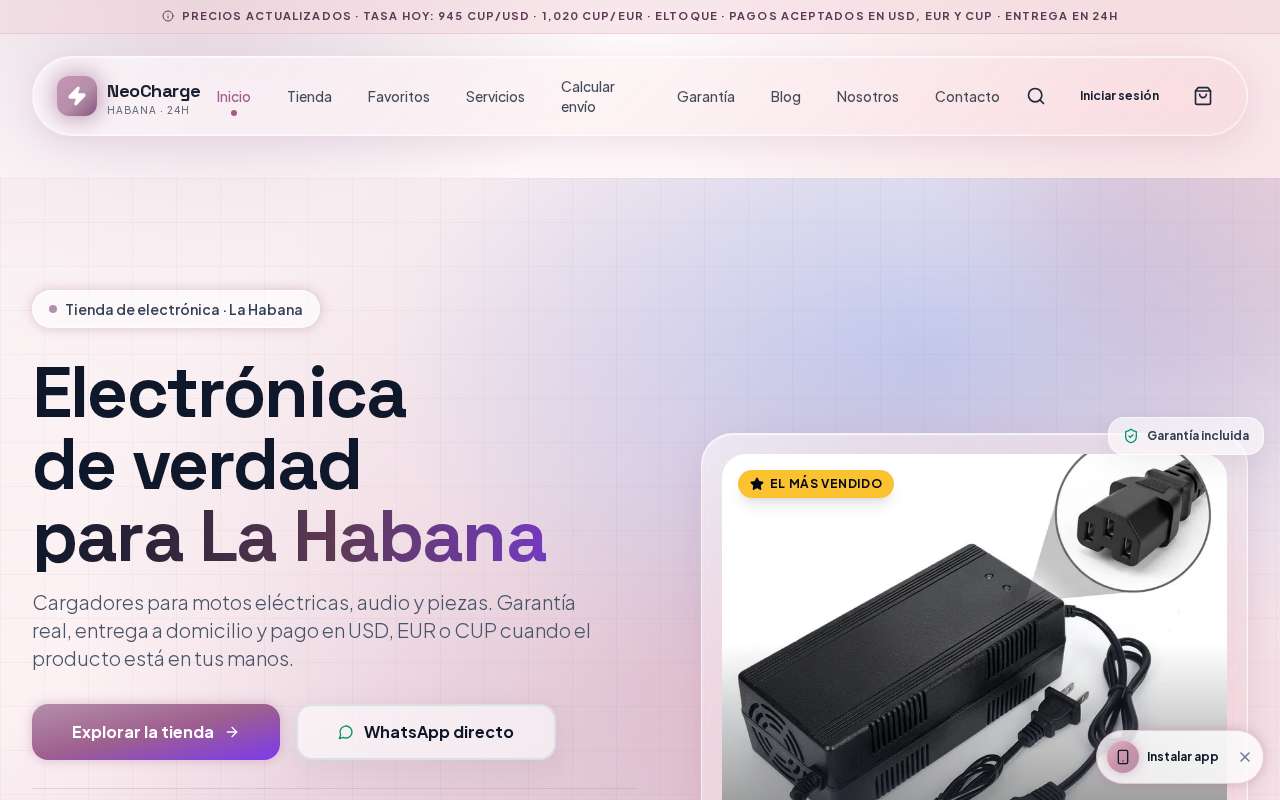 PRECIOS ACTUALIZADOS · TASA HOY: 945 CUP/USD · 1,020 CUP/EUR · ELTOQUE · PAGOS ACEPTADOS EN USD, EUR Y CUP · ENTREGA EN 24H
NeoCharge
HABANA · 24H
Inicio
Tienda
Favoritos
Servicios
Calcular
envío
Garantía
Blog
Nosotros
Contacto
Iniciar sesión
Tienda de electrónica · La Habana
Electrónica
de verdad
para La Habana
Cargadores para motos eléctricas, audio y piezas. Garantía
real, entrega a domicilio y pago en USD, EUR o CUP cuando el
producto está en tus manos.
Explorar la tienda
WhatsApp directo
Garantía incluida
EL MÁS VENDIDO
Instalar app